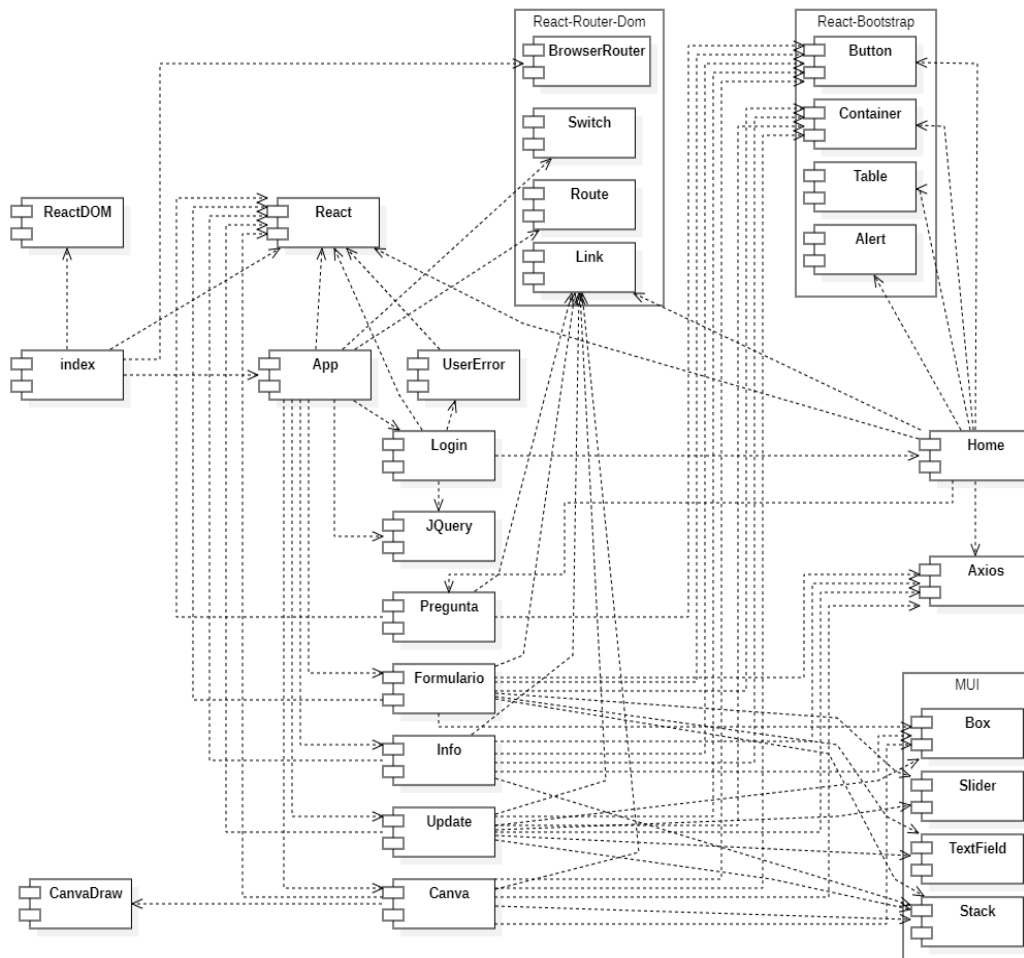 React-Router-Dom
React-Bootstrap
BrowserRouter
Button
Switch
Container
Table
ReactDOM
React
Route
Alert
Link
index
App
UserError
Login
Home
JQuery
Axios
Pregunta
Formulario
MUI
Info
Box
Slider
Update
TextField
CanvaDraw
Canva
Stack